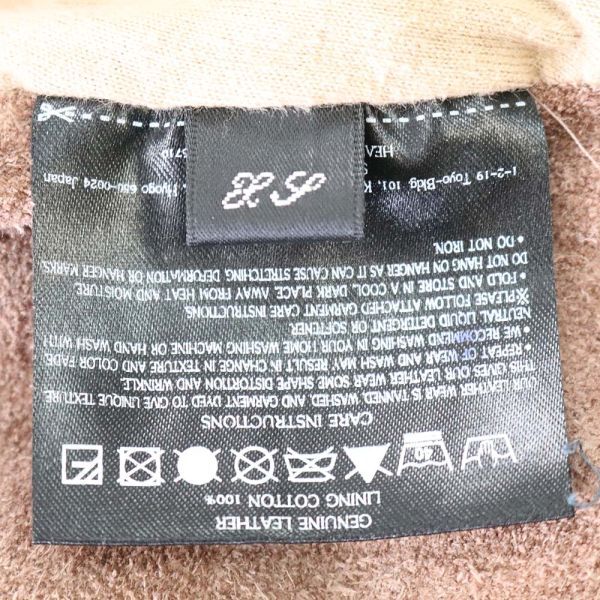 GENUINE LEATHER
LINING COTTON 100%
40
CARE INSTRUCTIONS
OUR LEATHER WEAR IS TANNED, WASHED, AND GARMENT DYED TO GIVE UNIQUE TEXTURE
THIS GIVES OUR LEATHER WEAR SOME SHAPE DISTORTION AND WRINKLE.
• REPEAT OF WEAR AND WASH MAY RESULT IN CHANGE IN TEXTURE AND COLOR FADE
• WE RECOMMEND WASHING IN YOUR HOME WASHING MACHINE OR HAND WASH WITH
NEUTRAL LIQUID DETERGENT OR SOFTENER.
※PLEASE FOLLOW ATTACHED GARMENT CARE INSTRUCTIONS.
• FOLD AND STORE IN A COOL, DARK PLACE, AWAY FROM HEAT AND MOISTURE.
DO NOT HANG ON HANGER AS IT CAN CAUSE STRETCHING, DEFORMATION OR HANGER MARKS.
• DO NOT IRON.
1-2-19 Toyo-Bldg 101, K Hyogo 650-0024 Japan
HEA 5710